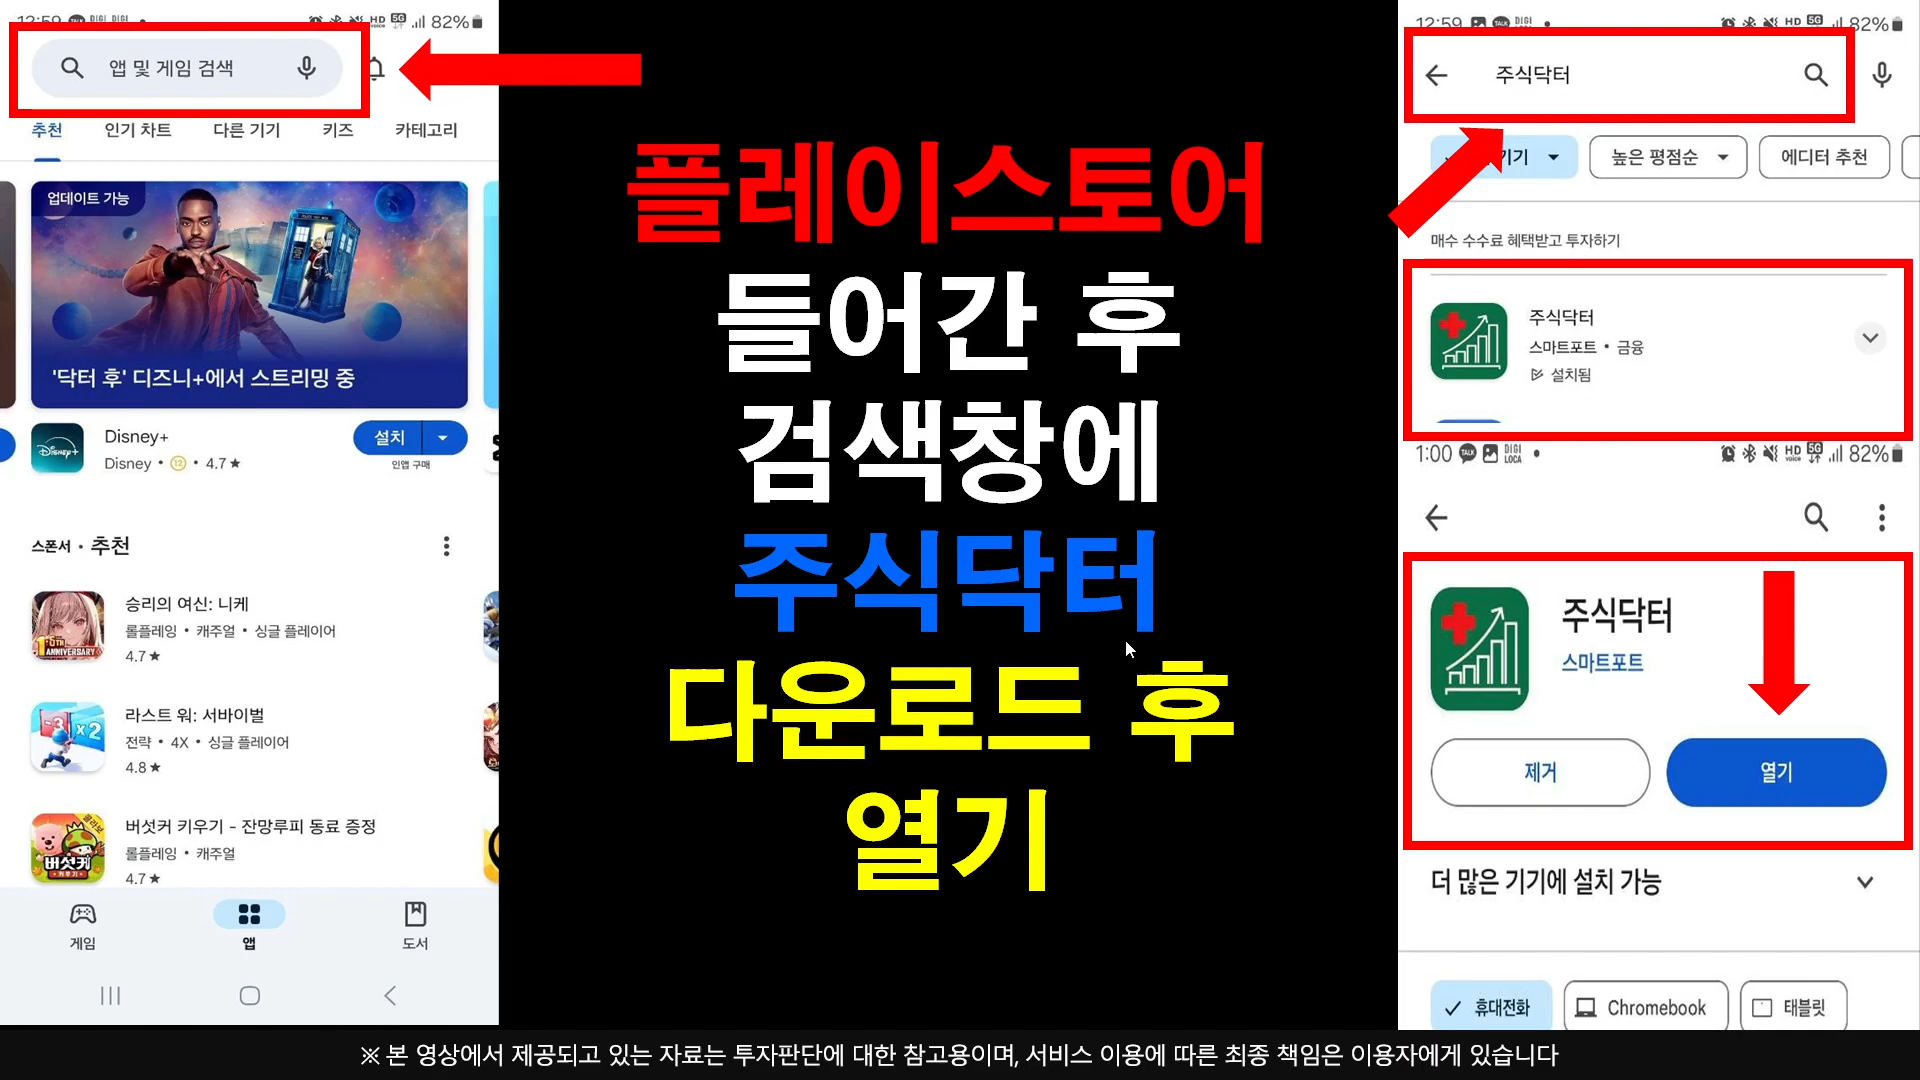 HD
5G
82%
앱 및 게임 검색
추천
인기 차트
다른 기기
키즈
카테고리
업데이트 가능
'닥터 후' 디즈니+에서 스트리밍 중
Disney+
Disney • 12 • 4.7★
설치
인앱 구매
스폰서 • 추천
승리의 여신: 니케
롤플레잉 • 캐주얼 • 싱글 플레이어
4.7★
라스트 워: 서바이벌
전략 • 4X • 싱글 플레이어
4.8★
버섯커 키우기 - 잔망루피 동료 증정
롤플레잉 • 캐주얼
4.7★
게임
앱
도서
플레이스토어
들어간 후
검색창에
주식닥터
다운로드 후
열기
82%
주식닥터
기기
높은 평점순
에디터 추천
매수 수수료 혜택받고 투자하기
주식닥터
스마트포트 • 금융
설치됨
1:00 TALK DIGI LOCA •
HD voice 5G 82%
주식닥터
스마트포트
제거
열기
더 많은 기기에 설치 가능
휴대전화
Chromebook
태블릿
※ 본 영상에서 제공되고 있는 자료는 투자판단에 대한 참고용이며, 서비스 이용에 따른 최종 책임은 이용자에게 있습니다